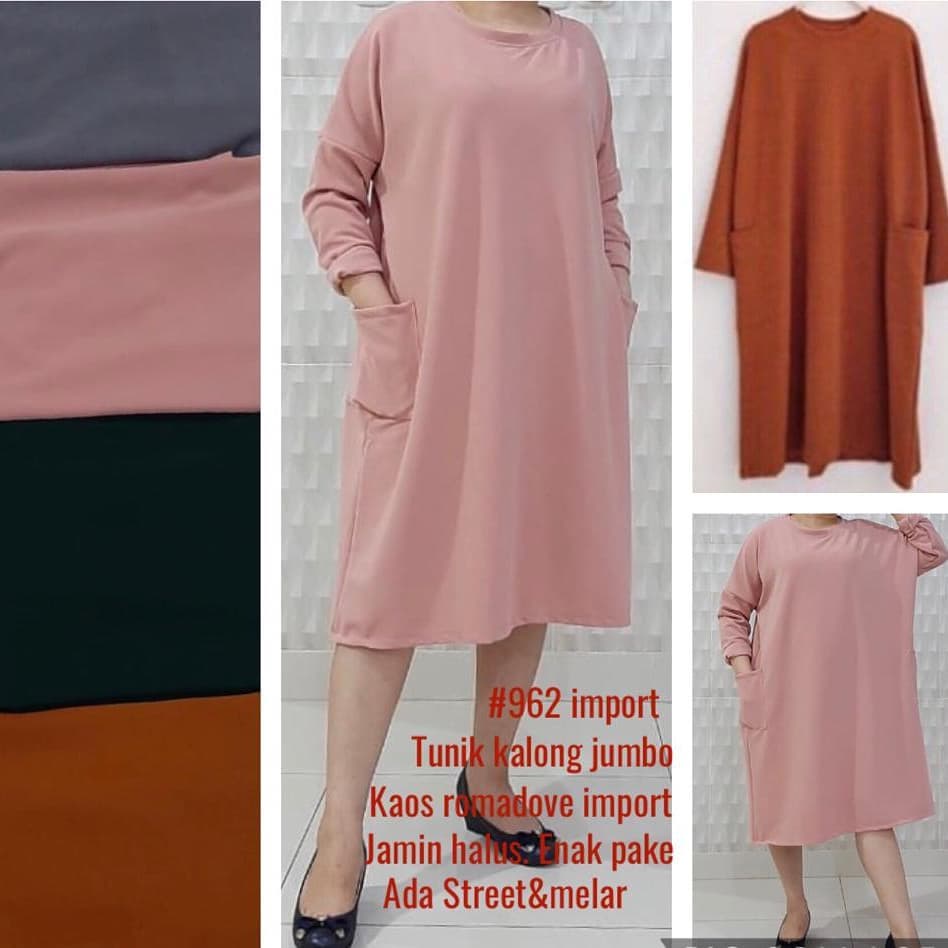 #962 import
Tunik kalong jumbo
Kaos romadove import
Jamin halus. Enak pake
Ada Street&melar